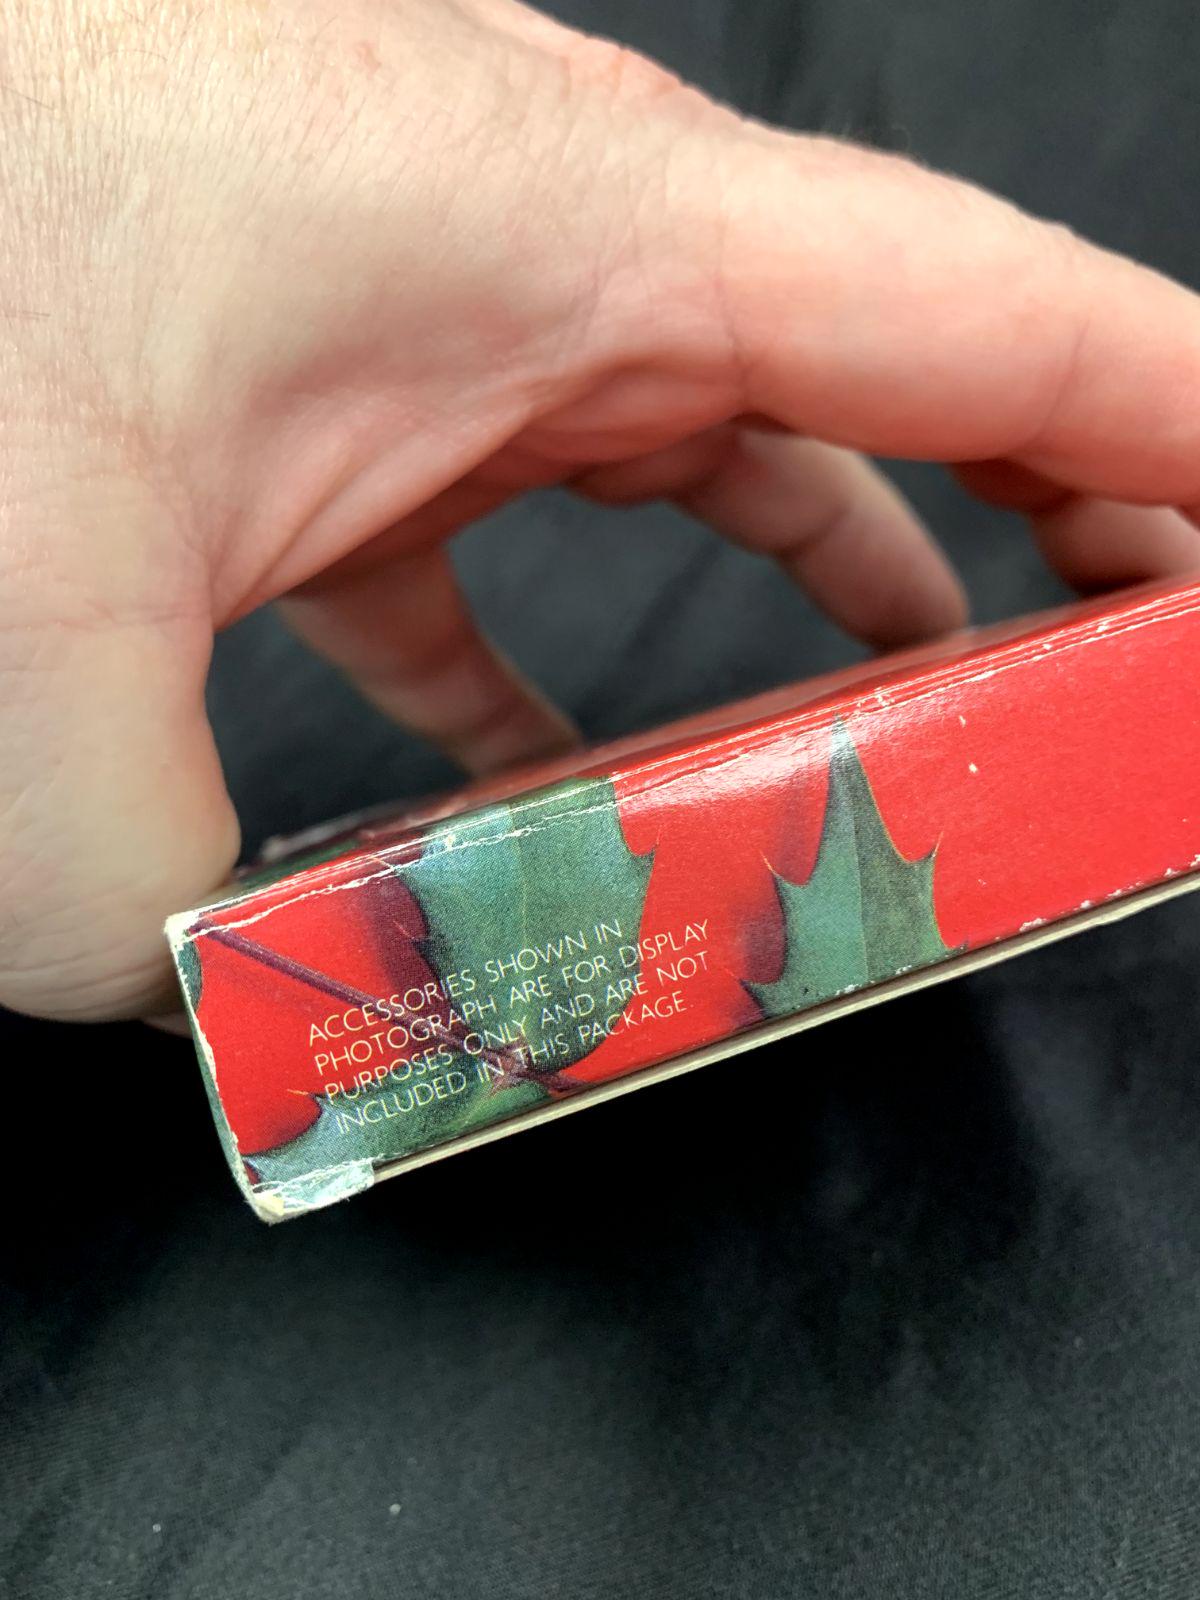 ACCESSORIES SHOWN IN
PHOTOGRAPH ARE FOR DISPLAY
PURPOSES ONLY AND ARE NOT
INCLUDED IN THIS PACKAGE.